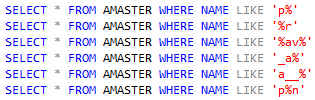 SELECT * FROM AMASTER WHERE NAME LIKE 'p%'
SELECT * FROM AMASTER WHERE NAME LIKE '%r'
SELECT * FROM AMASTER WHERE NAME LIKE '%av%'
SELECT * FROM AMASTER WHERE NAME LIKE '_a%'
SELECT * FROM AMASTER WHERE NAME LIKE 'a__%'
SELECT * FROM AMASTER WHERE NAME LIKE 'p%n'